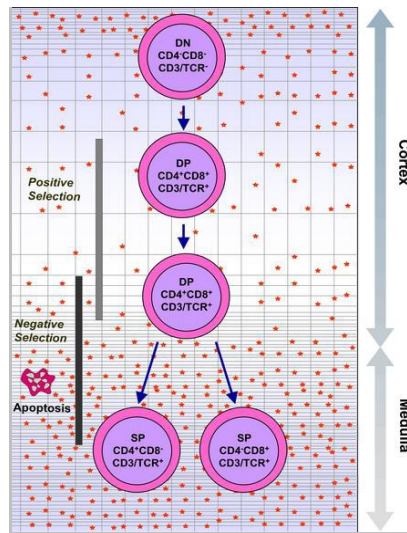 DN
CD4⁻CD8⁻
CD3/TCR⁻
DP
CD4⁺CD8⁺
CD3/TCR⁺
Positive
Selection
Cortex
DP
CD4⁺CD8⁺
CD3/TCR⁺
Negative
Selection
Apoptosis
SP
CD4⁺CD8⁻
CD3/TCR⁺
SP
CD4⁻CD8⁺
CD3/TCR⁺
Medulla